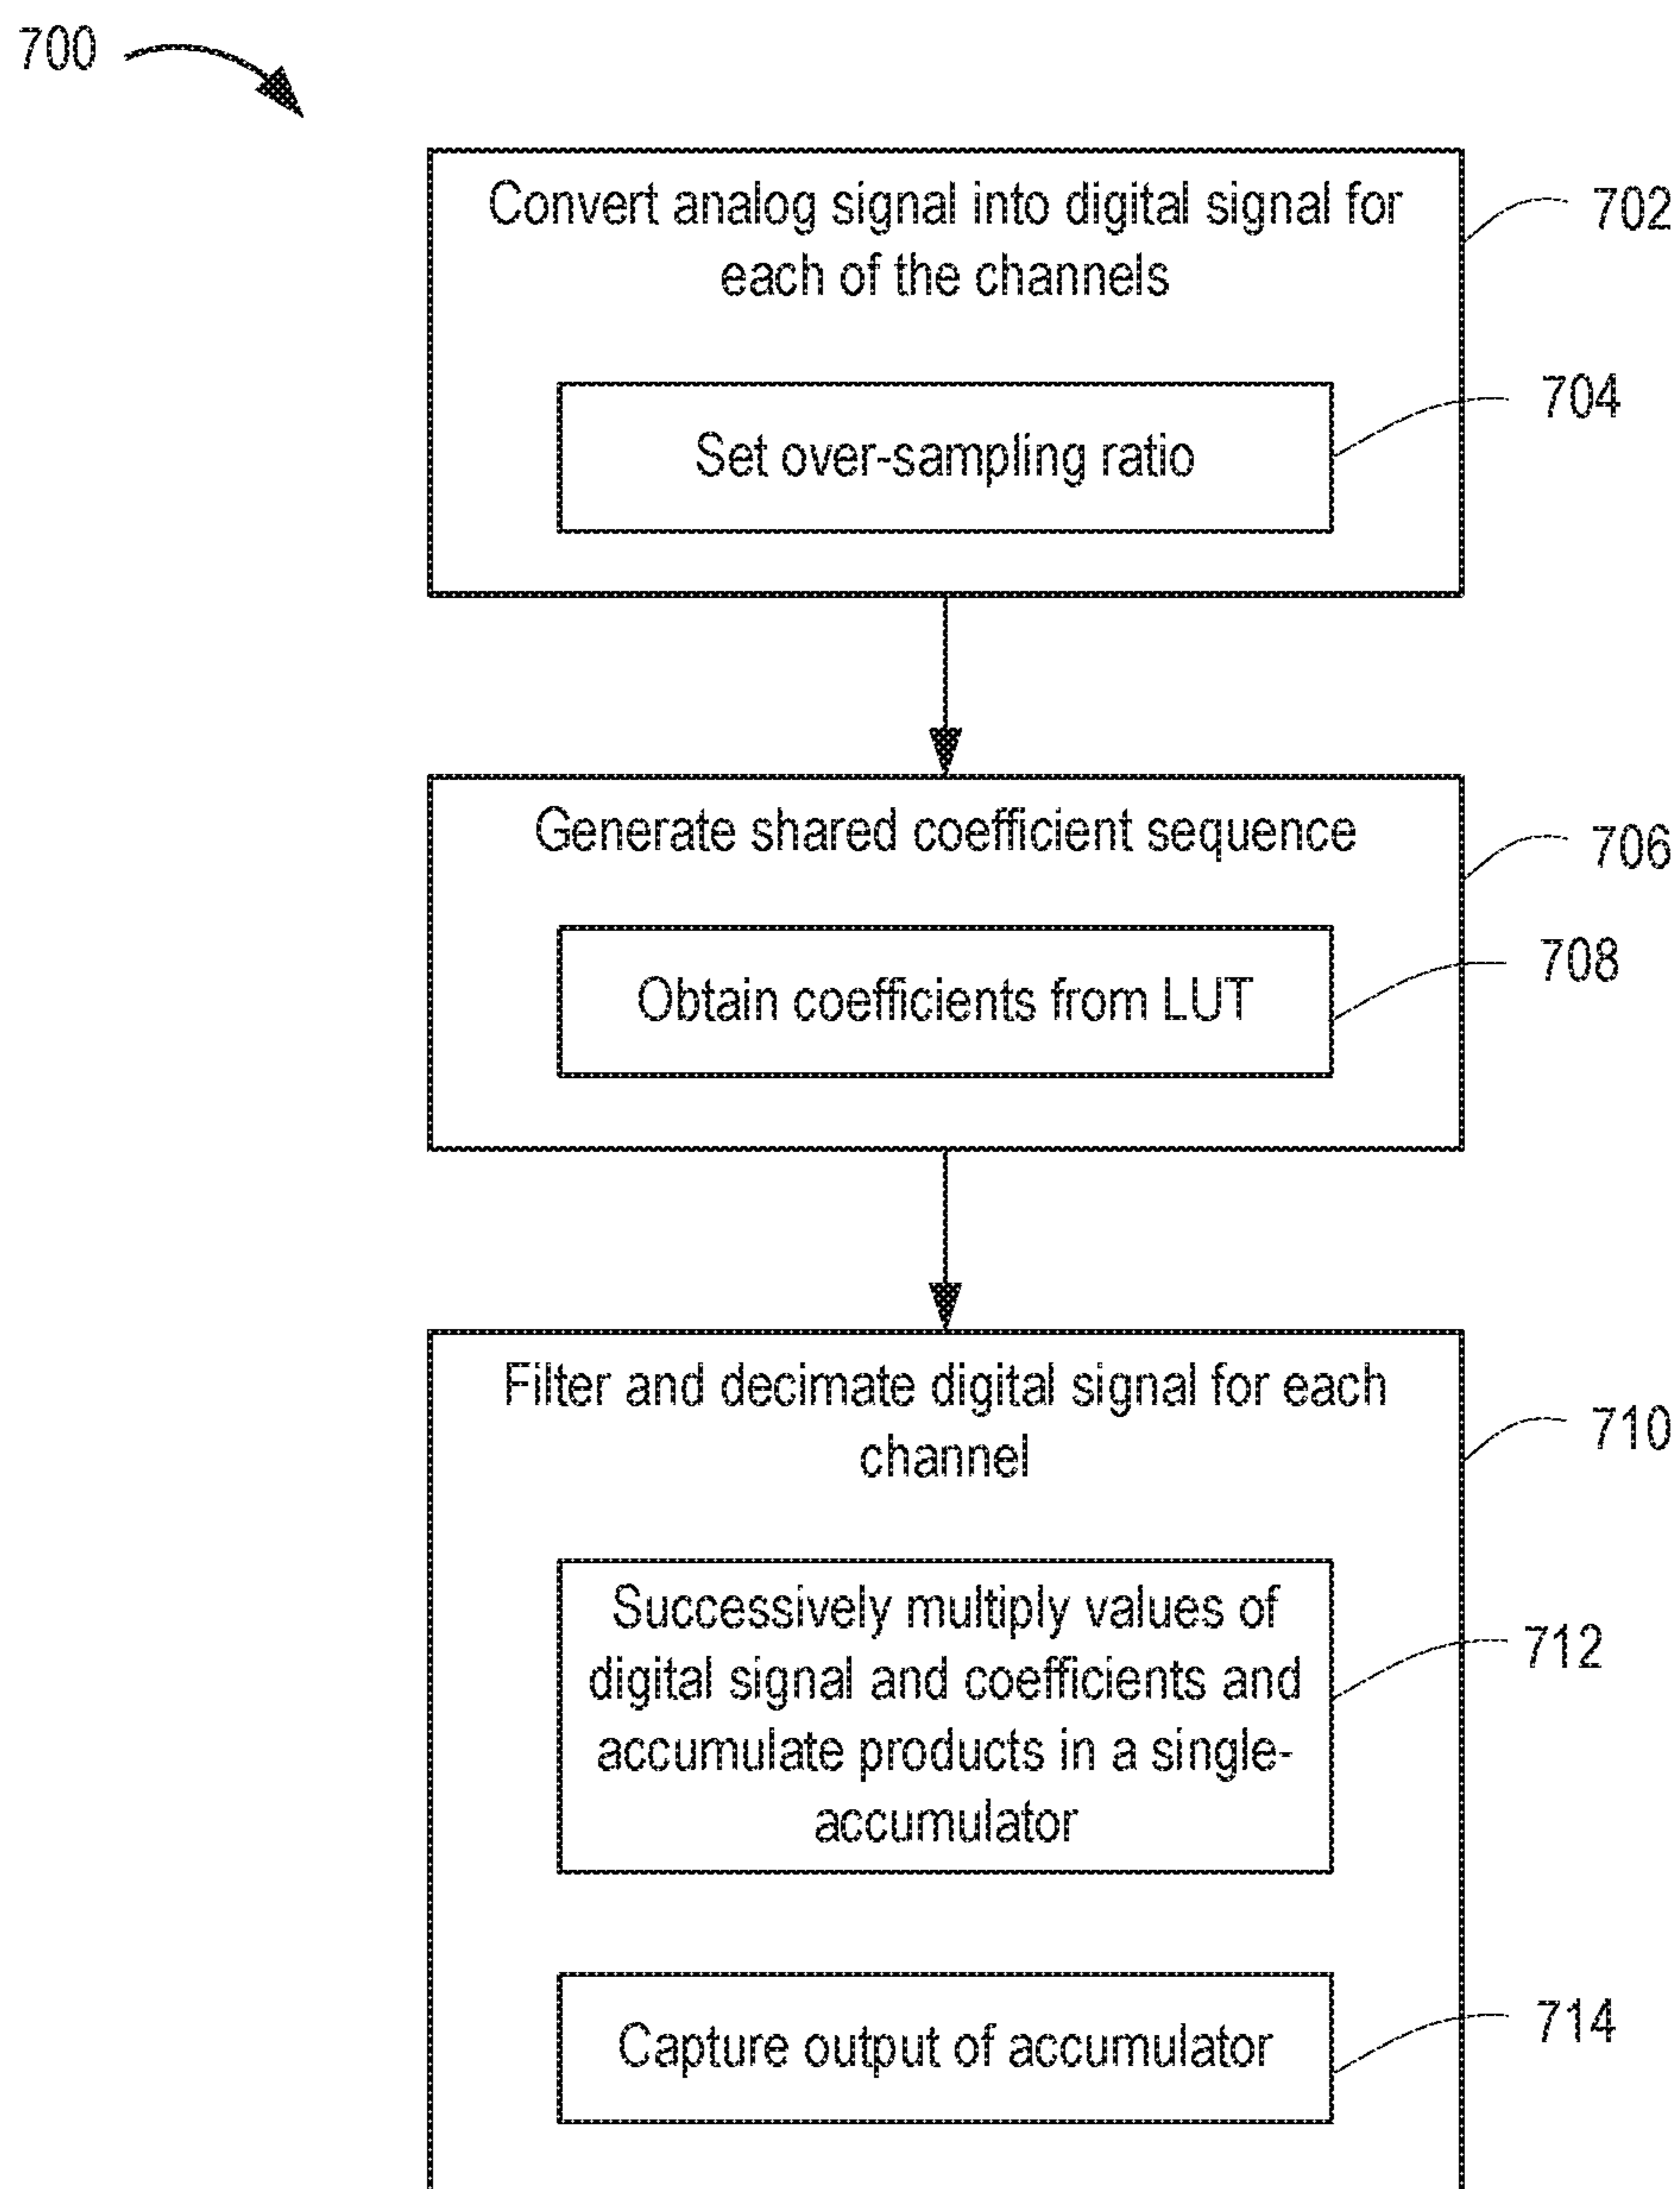 700
Convert analog signal into digital signal for
each of the channels
702
Set over-sampling ratio
704
Generate shared coefficient sequence
706
Obtain coefficients from LUT
708
Filter and decimate digital signal for each
channel
710
Successively multiply values of
digital signal and coefficients and
accumulate products in a single-
accumulator
712
Capture output of accumulator
714